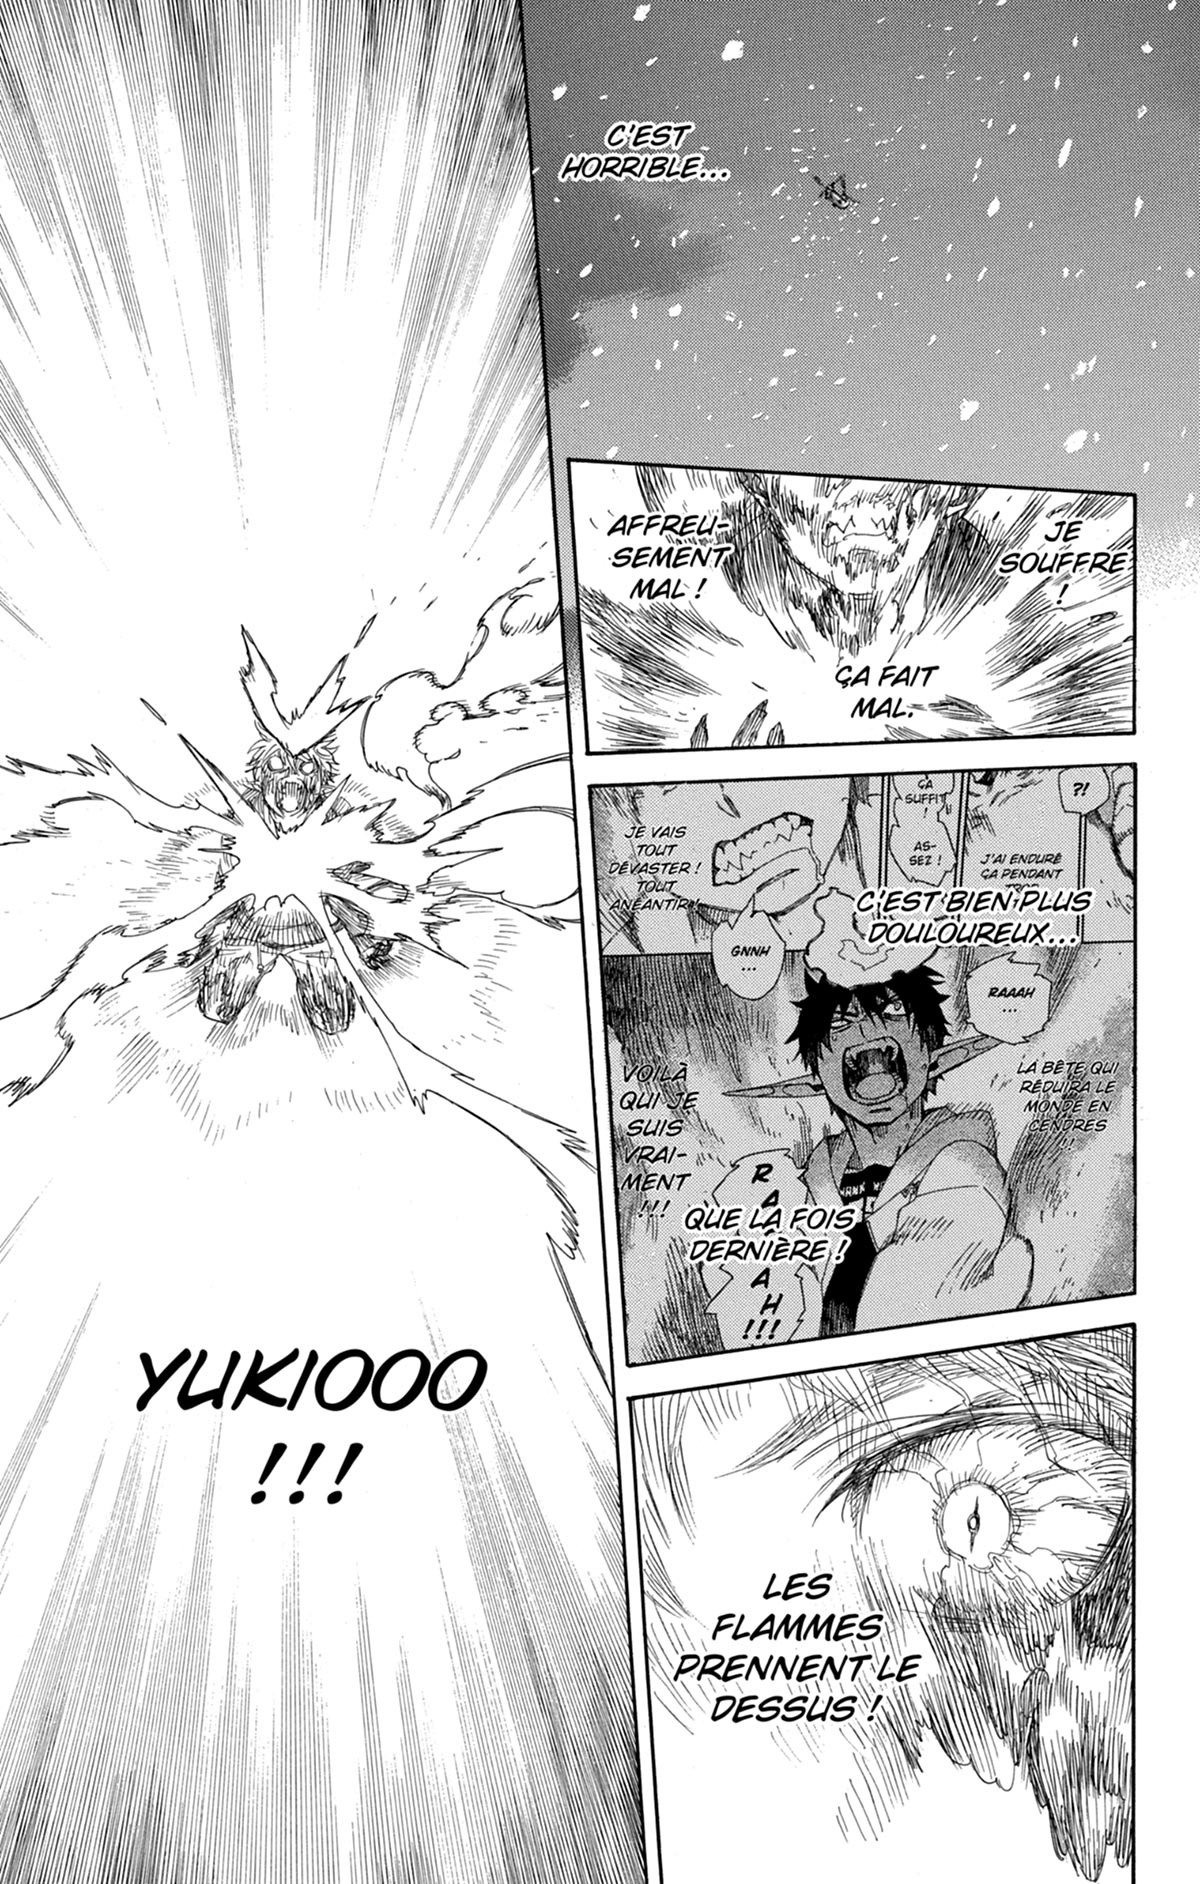 C'EST
HORRIBLE...
JE
SOUFFRE
!
AFFREU-
SEMENT
MAL !
ÇA FAIT
MAL.
?!
J'AI ENDURÉ
ÇA PENDANT
ÇA
SUFFIT!
AS-
SEZ !
JE VAIS
TOUT
DÉVASTER !
TOUT
ANÉANTIR !
GNNH
...
C'EST BIEN PLUS
DOULOUREUX...
RAAAH
...
LA BÊTE QUI
RÉDUIRA LE
MONDE EN
CENDRES
!!
VOILÀ
QUI JE
SUIS
VRAI-
MENT
!!!
QUE LA FOIS
DERNIÈRE !
LES
FLAMMES
PRENNENT LE
DESSUS !
YUKIOOO
!!!